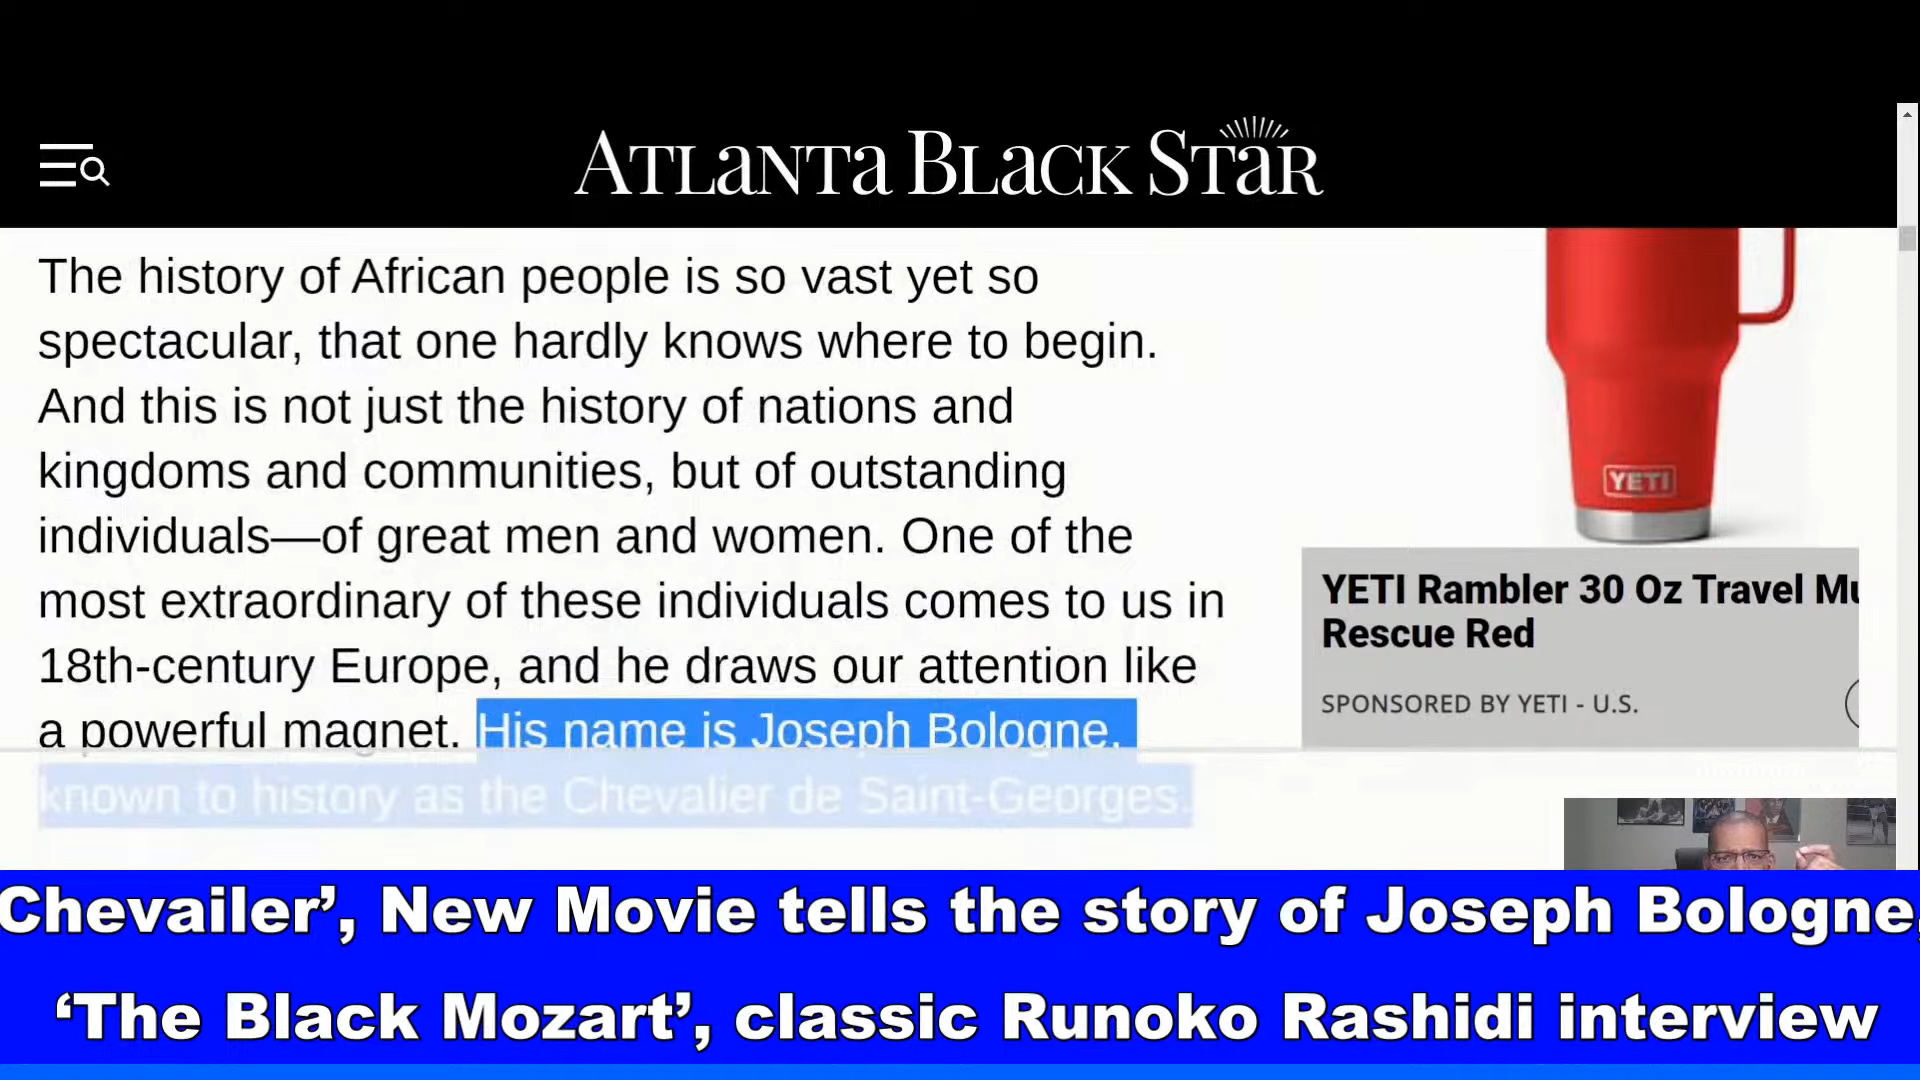 ATLANTA BLACK STAR
The history of African people is so vast yet so
spectacular, that one hardly knows where to begin.
And this is not just the history of nations and
kingdoms and communities, but of outstanding
individuals—of great men and women. One of the
most extraordinary of these individuals comes to us in
18th-century Europe, and he draws our attention like
a powerful magnet. His name is Joseph Bologne,
known to history as the Chevalier de Saint-Georges.
YETI
YETI Rambler 30 Oz Travel Mu
Rescue Red
SPONSORED BY YETI - U.S.
Chevailer’, New Movie tells the story of Joseph Bologne,
‘The Black Mozart’, classic Runoko Rashidi interview